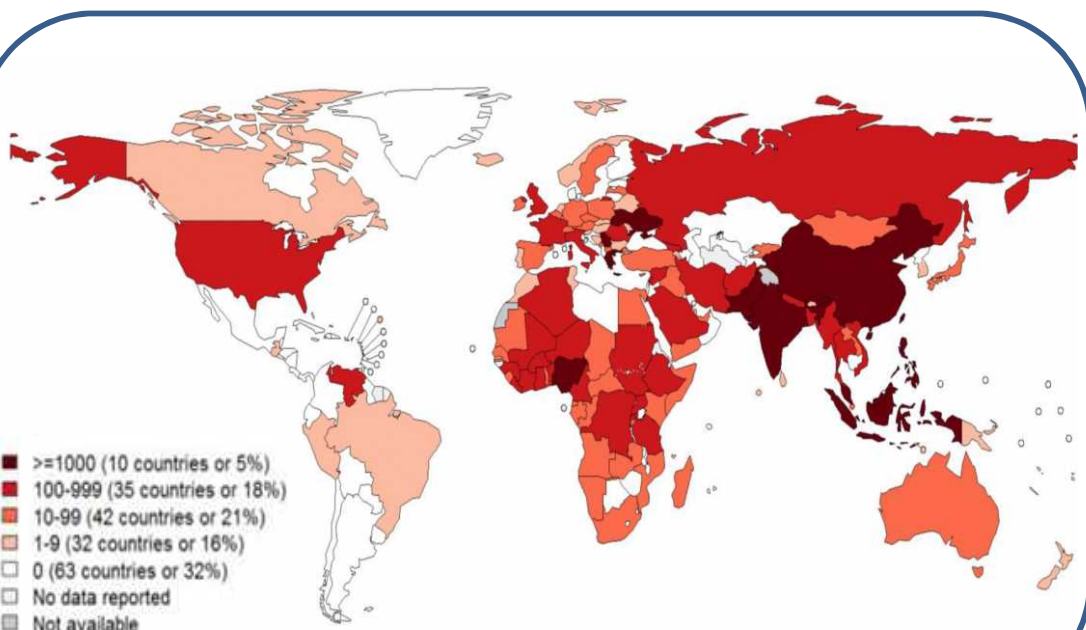 >=1000 (10 countries or 5%)
100-999 (35 countries or 18%)
10-99 (42 countries or 21%)
1-9 (32 countries or 16%)
0 (63 countries or 32%)
No data reported
Not available